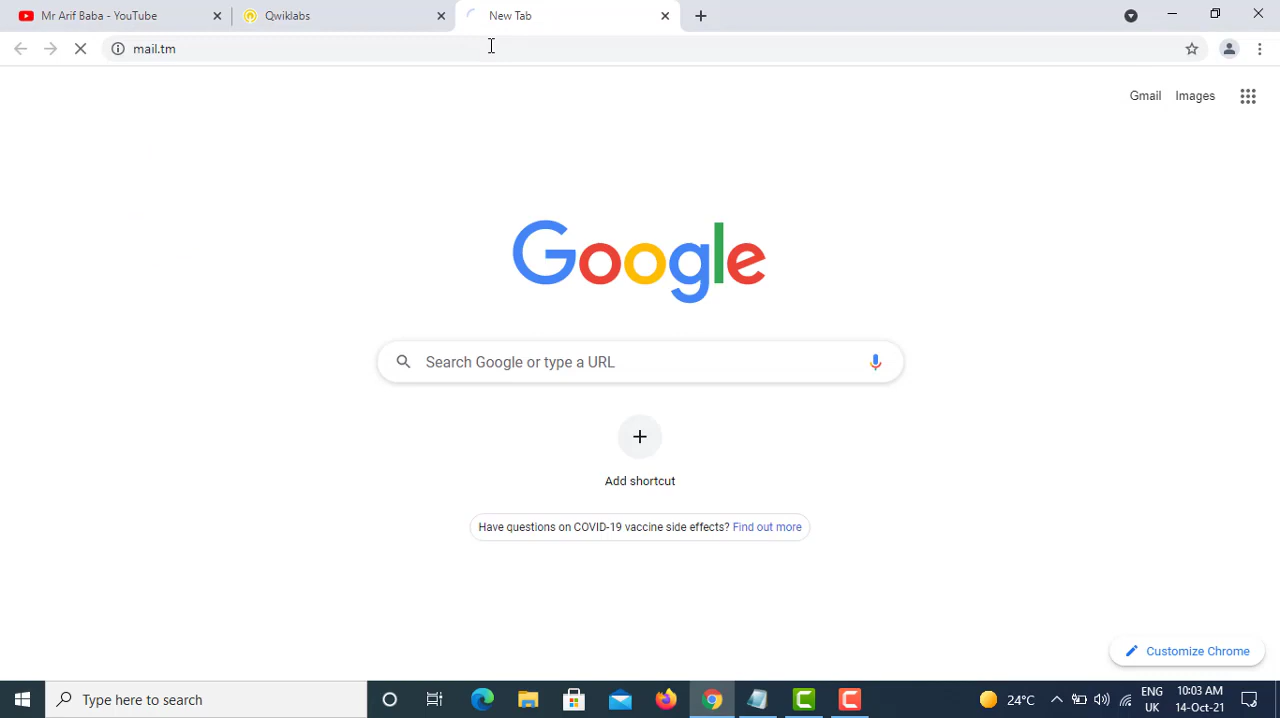 Mr Arif Baba - YouTube
Qwiklabs
New Tab
mail.tm
Gmail Images
Google
Search Google or type a URL
Add shortcut
Have questions on COVID-19 vaccine side effects? Find out more
Customize Chrome
Type here to search
24°C
ENG
UK
10:03 AM
14-Oct-21